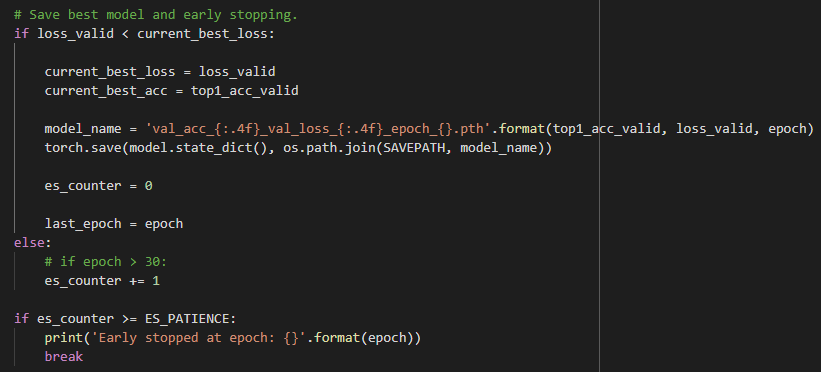 # Save best model and early stopping.
if loss_valid < current_best_loss:
current_best_loss = loss_valid
current_best_acc = top1_acc_valid
model_name = 'val_acc_{:.4f}_val_loss_{:.4f}_epoch_{}.pth'.format(top1_acc_valid, loss_valid, epoch)
torch.save(model.state_dict(), os.path.join(SAVEPATH, model_name))
es_counter = 0
last_epoch = epoch
else:
# if epoch > 30:
es_counter += 1
if es_counter >= ES_PATIENCE:
print('Early stopped at epoch: {}'.format(epoch))
break